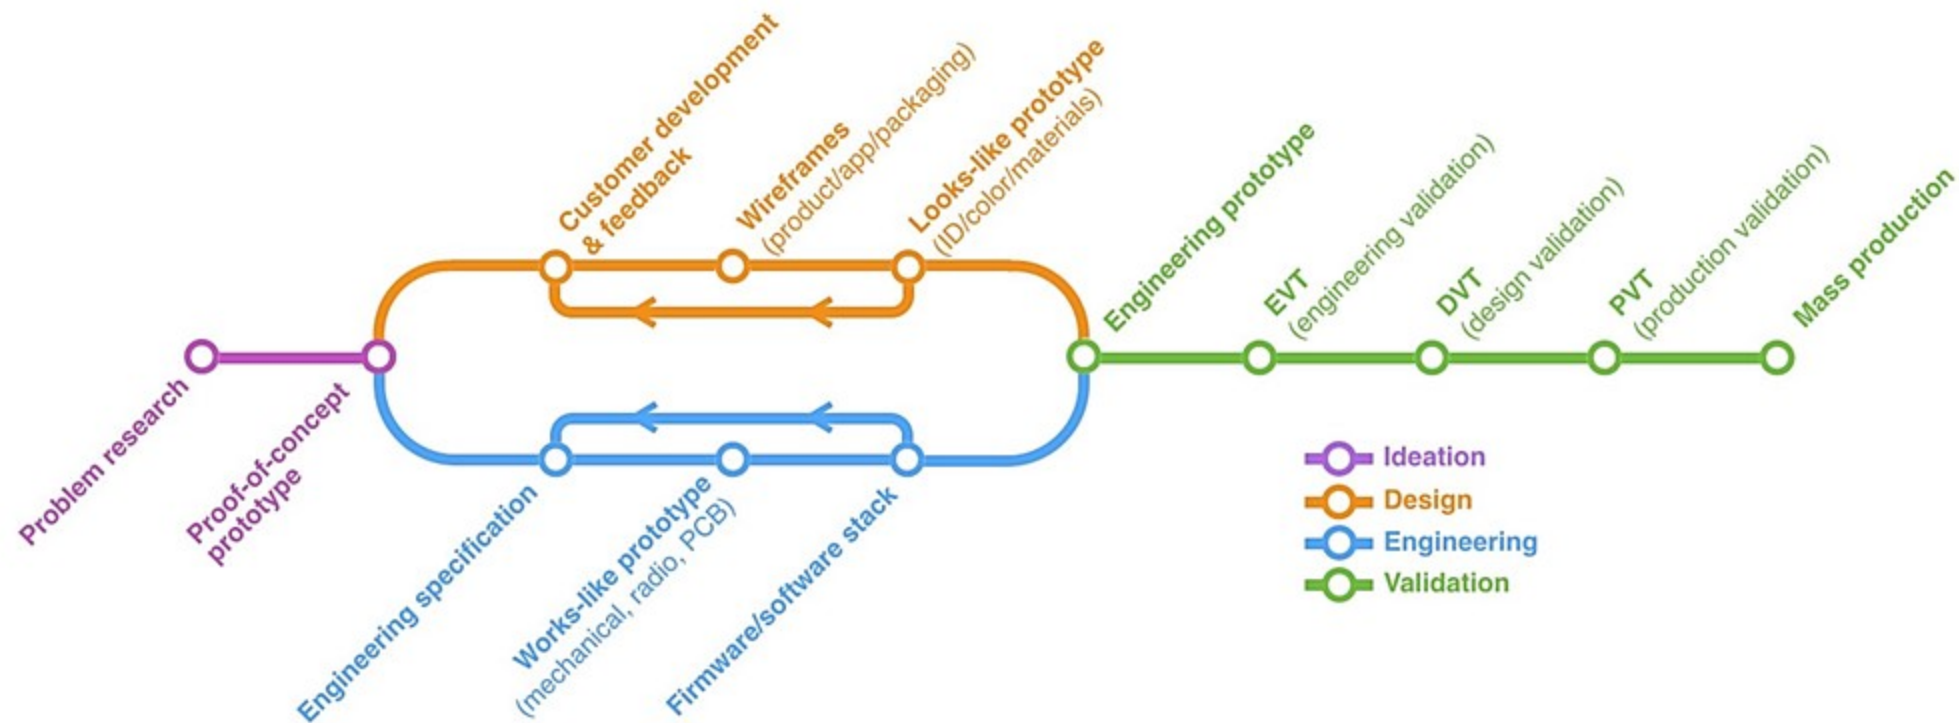 Problem research
Proof-of-concept
prototype
Customer development
& feedback
Wireframes
(product/app/packaging)
Looks-like prototype
(ID/color/materials)
Engineering specification
Works-like prototype
(mechanical, radio, PCB)
Firmware/software stack
Engineering prototype
EVT
(engineering validation)
DVT
(design validation)
PVT
(production validation)
Mass production
Ideation
Design
Engineering
Validation